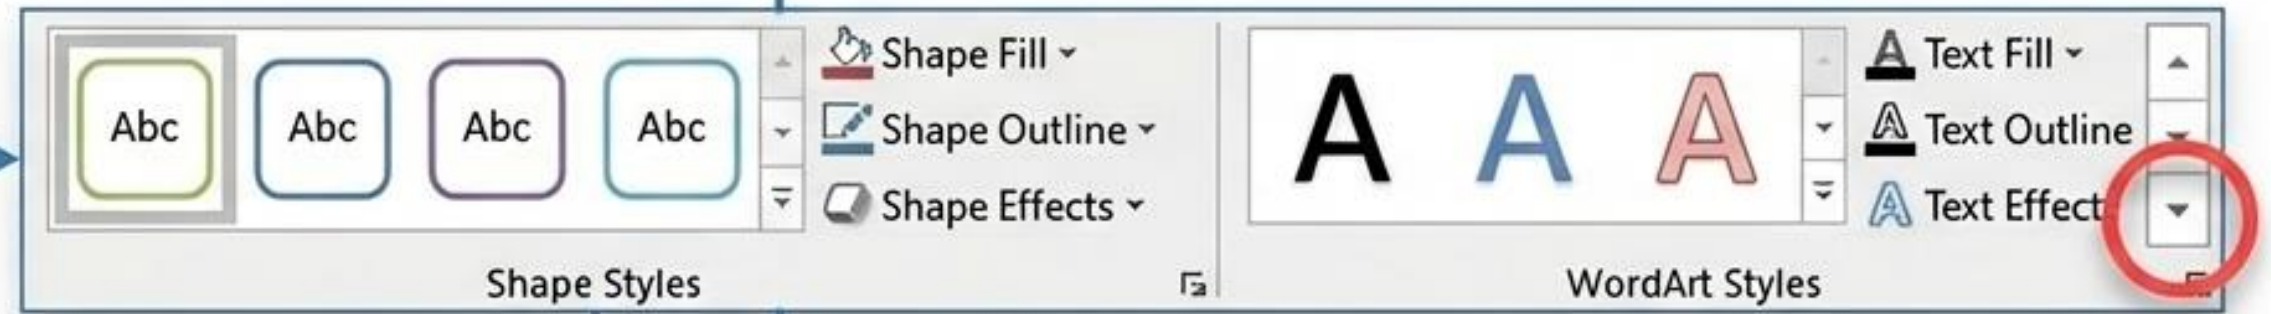 Abc Abc Abc Abc
Shape Fill
Shape Outline
Shape Effects
Shape Styles
A A A
Text Fill
Text Outline
Text Effect
WordArt Styles